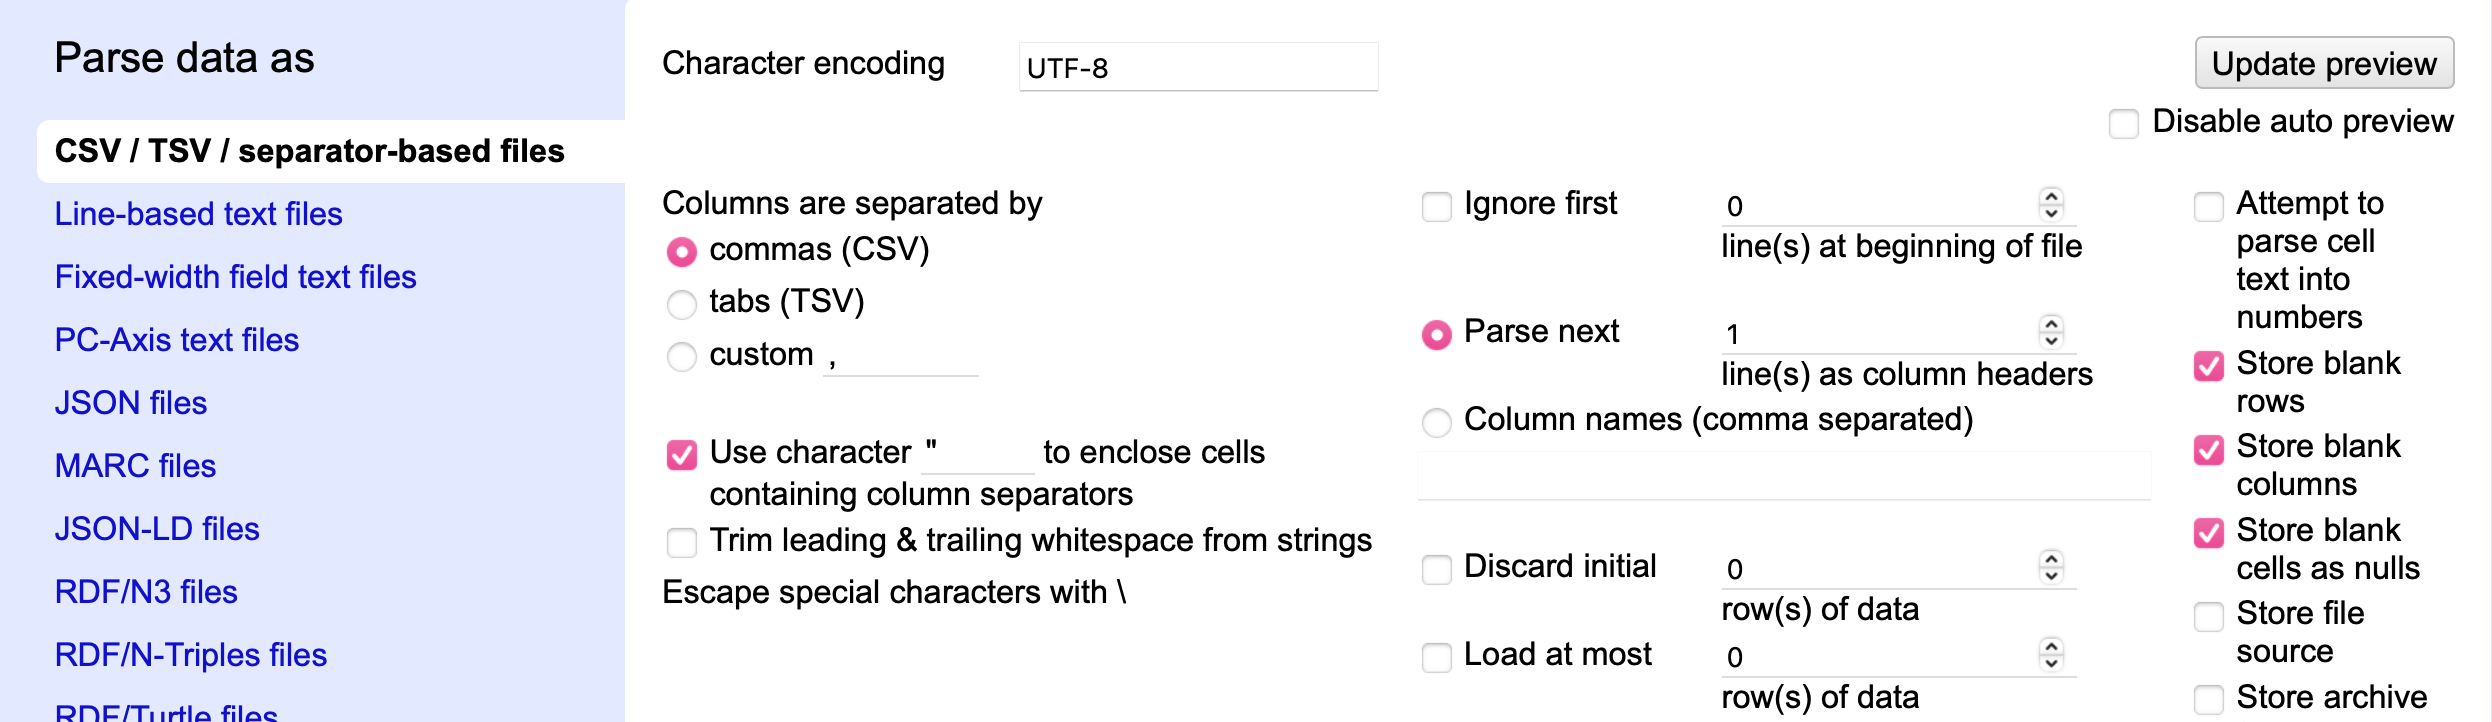 Parse data as
CSV / TSV / separator-based files
Line-based text files
Fixed-width field text files
PC-Axis text files
JSON files
MARC files
JSON-LD files
RDF/N3 files
RDF/N-Triples files
RDF/Turtle files
Character encoding UTF-8
Update preview
Disable auto preview
Columns are separated by
commas (CSV)
tabs (TSV)
custom ,
Use character " to enclose cells
containing column separators
Trim leading & trailing whitespace from strings
Escape special characters with \
Ignore first 0
line(s) at beginning of file
Parse next 1
line(s) as column headers
Column names (comma separated)
Discard initial 0
row(s) of data
Load at most 0
row(s) of data
Attempt to
parse cell
text into
numbers
Store blank
rows
Store blank
columns
Store blank
cells as nulls
Store file
source
Store archive